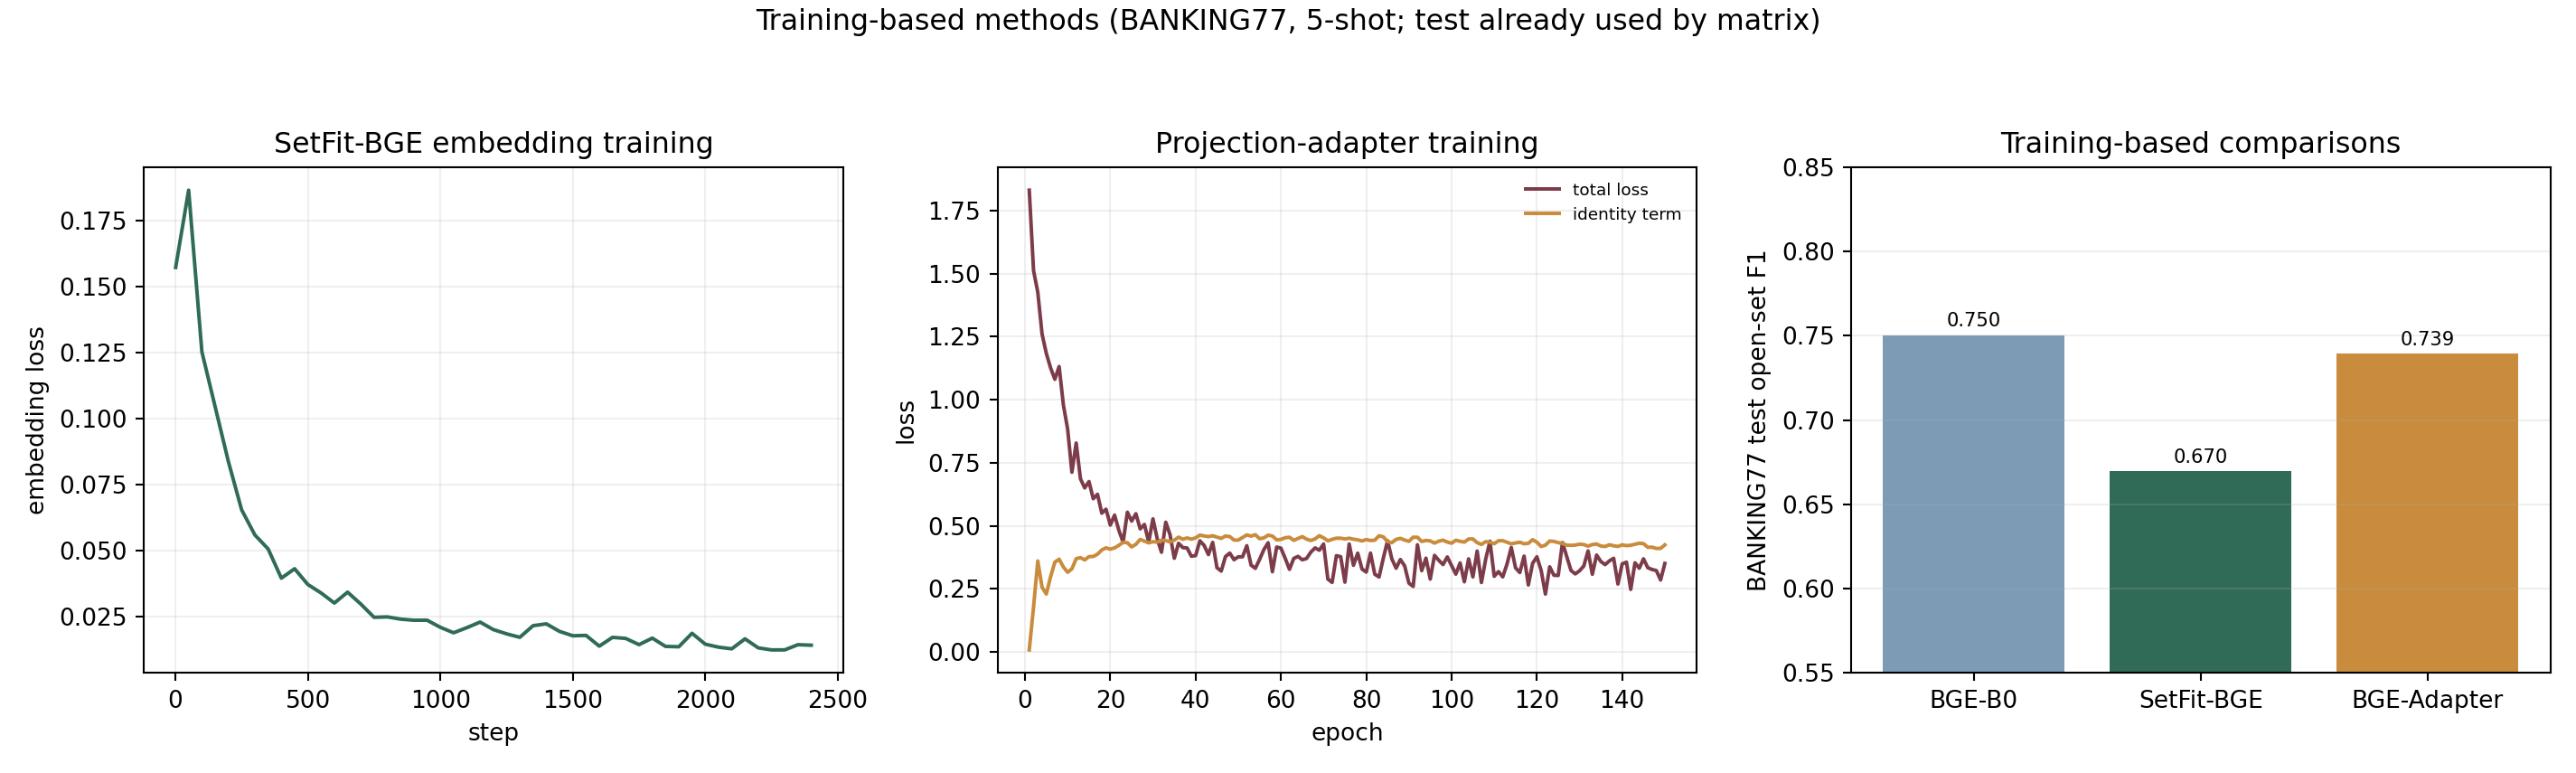 Training-based methods (BANKING77, 5-shot; test already used by matrix)
SetFit-BGE embedding training
embedding loss
0.175
0.150
0.125
0.100
0.075
0.050
0.025
0
500
1000
1500
2000
2500
step
Projection-adapter training
loss
1.75
1.50
1.25
1.00
0.75
0.50
0.25
0.00
total loss
identity term
0
20
40
60
80
100
120
140
epoch
Training-based comparisons
BANKING77 test open-set F1
0.85
0.80
0.75
0.70
0.65
0.60
0.55
0.750
0.670
0.739
BGE-B0
SetFit-BGE
BGE-Adapter